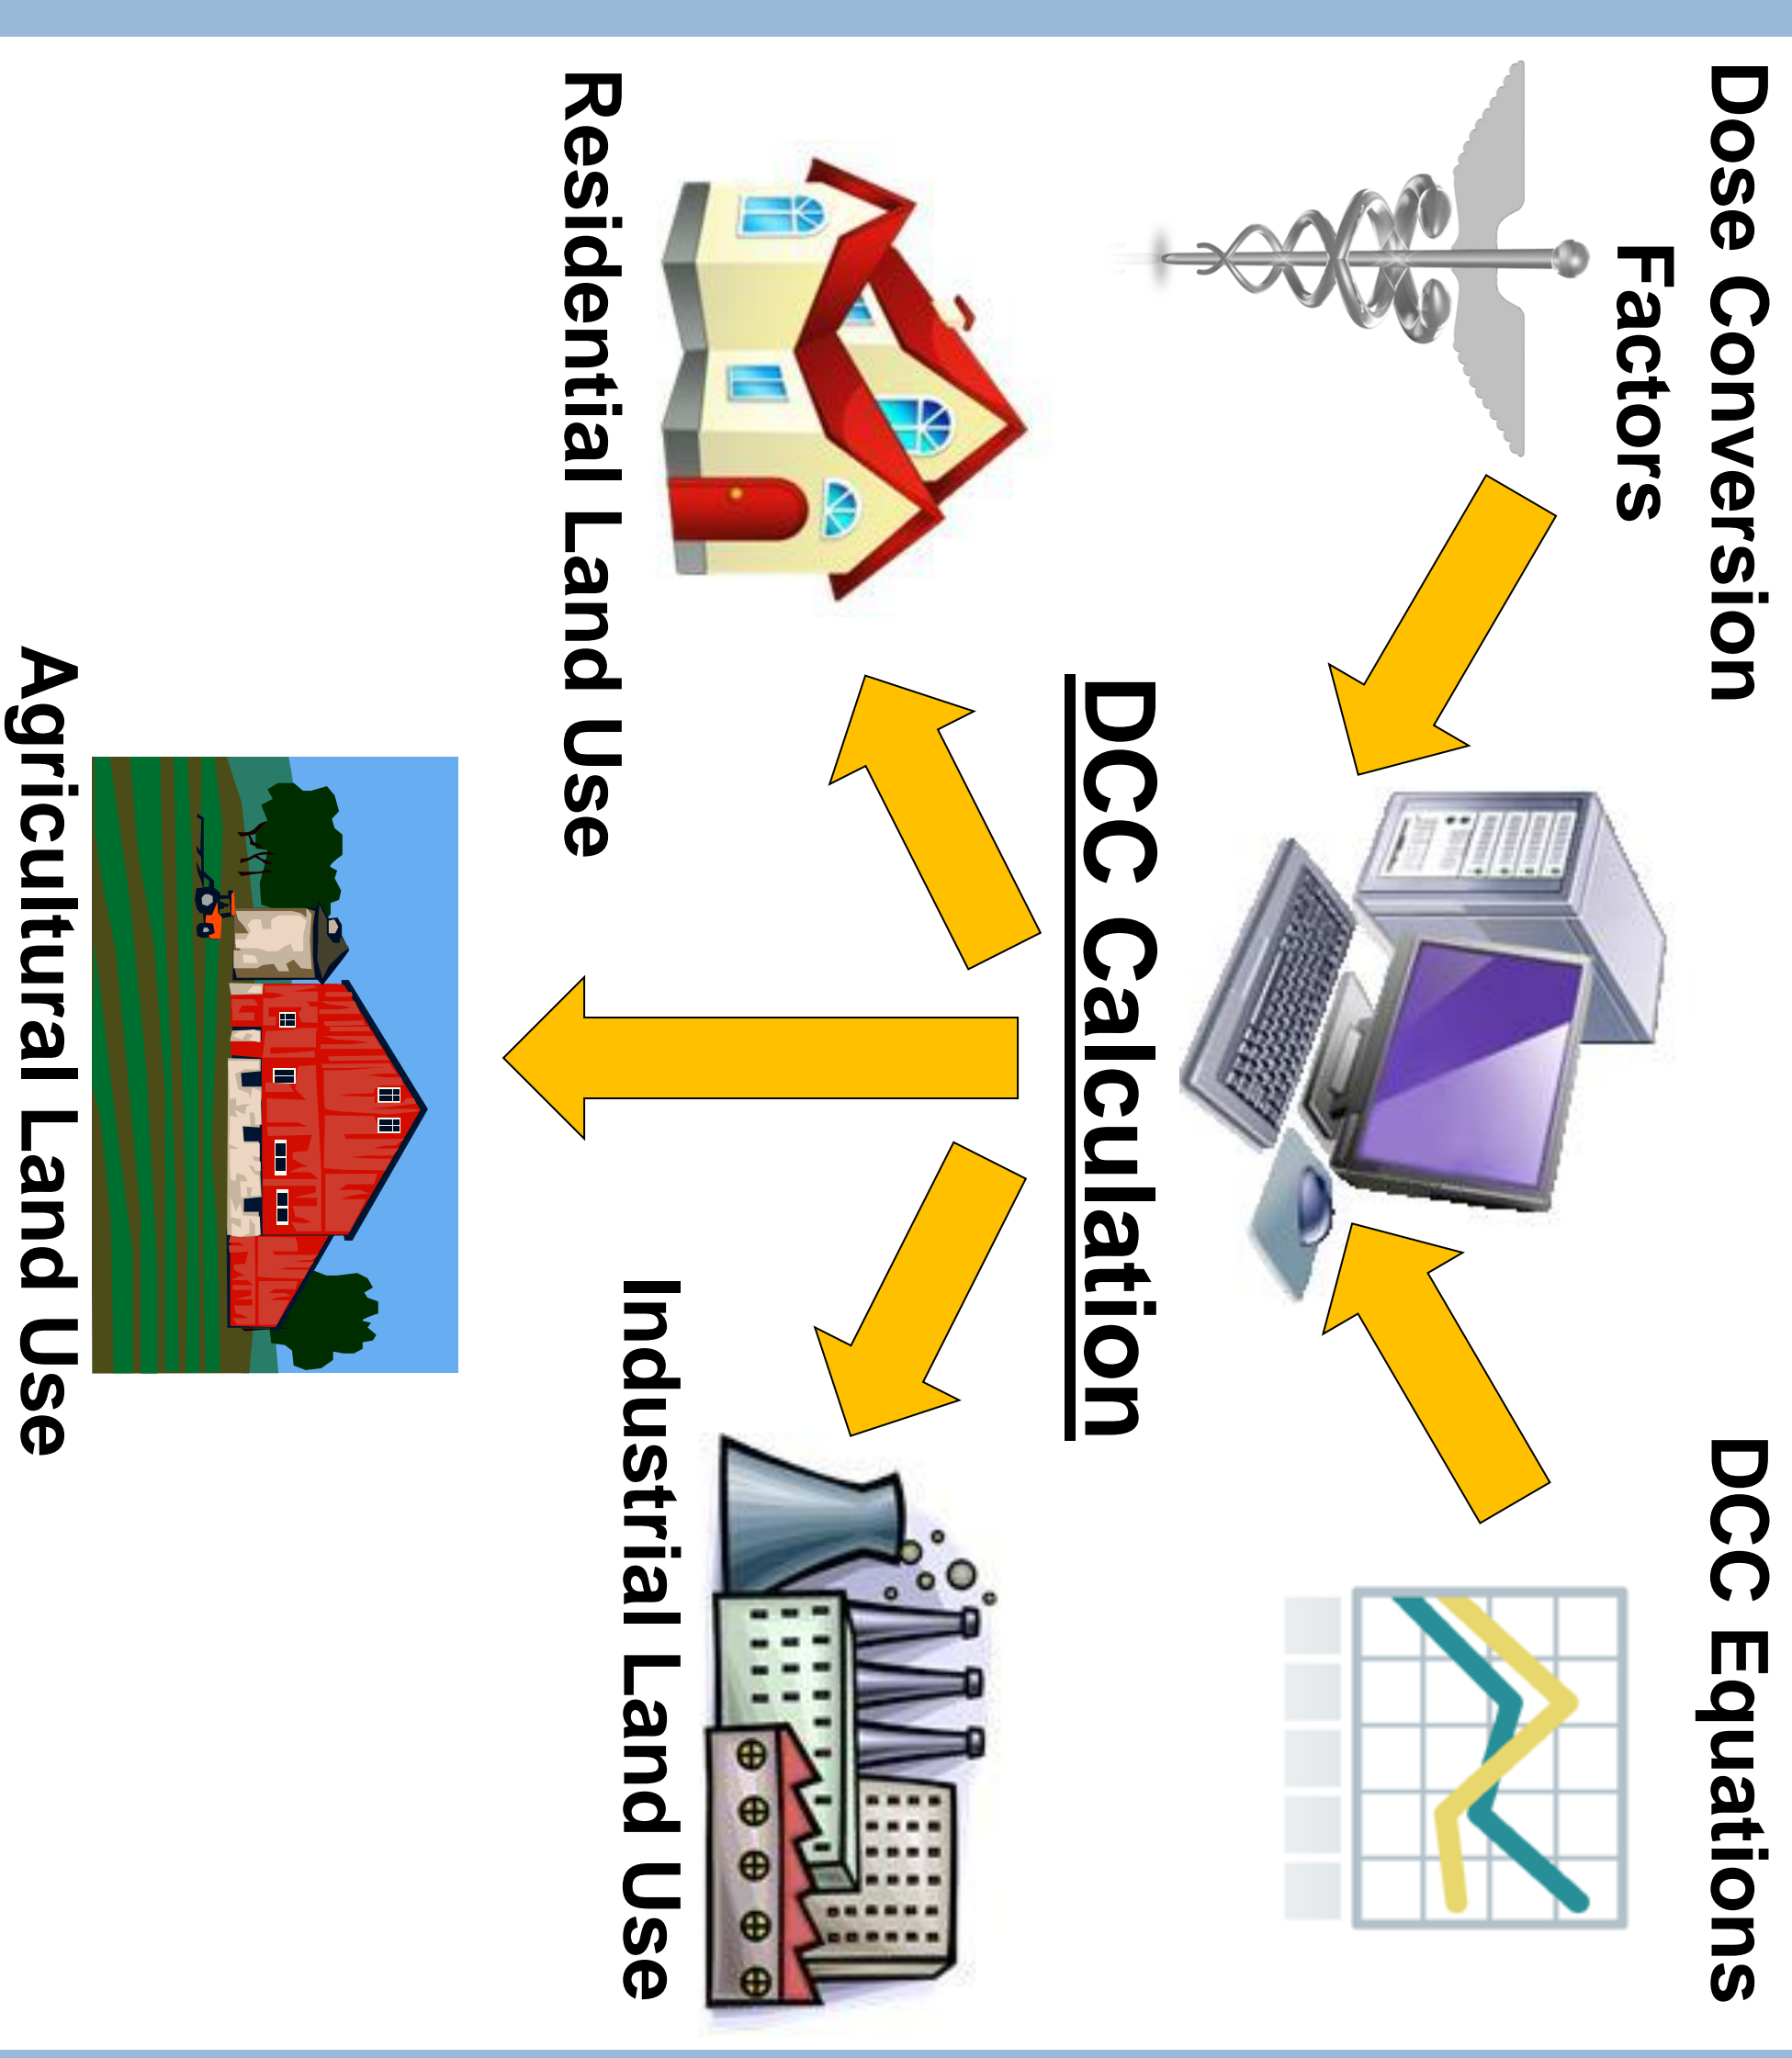 Dose Conversion
Factors
DCC Equations
DCC Calculation
Residential Land Use
Industrial Land Use
Agricultural Land Use